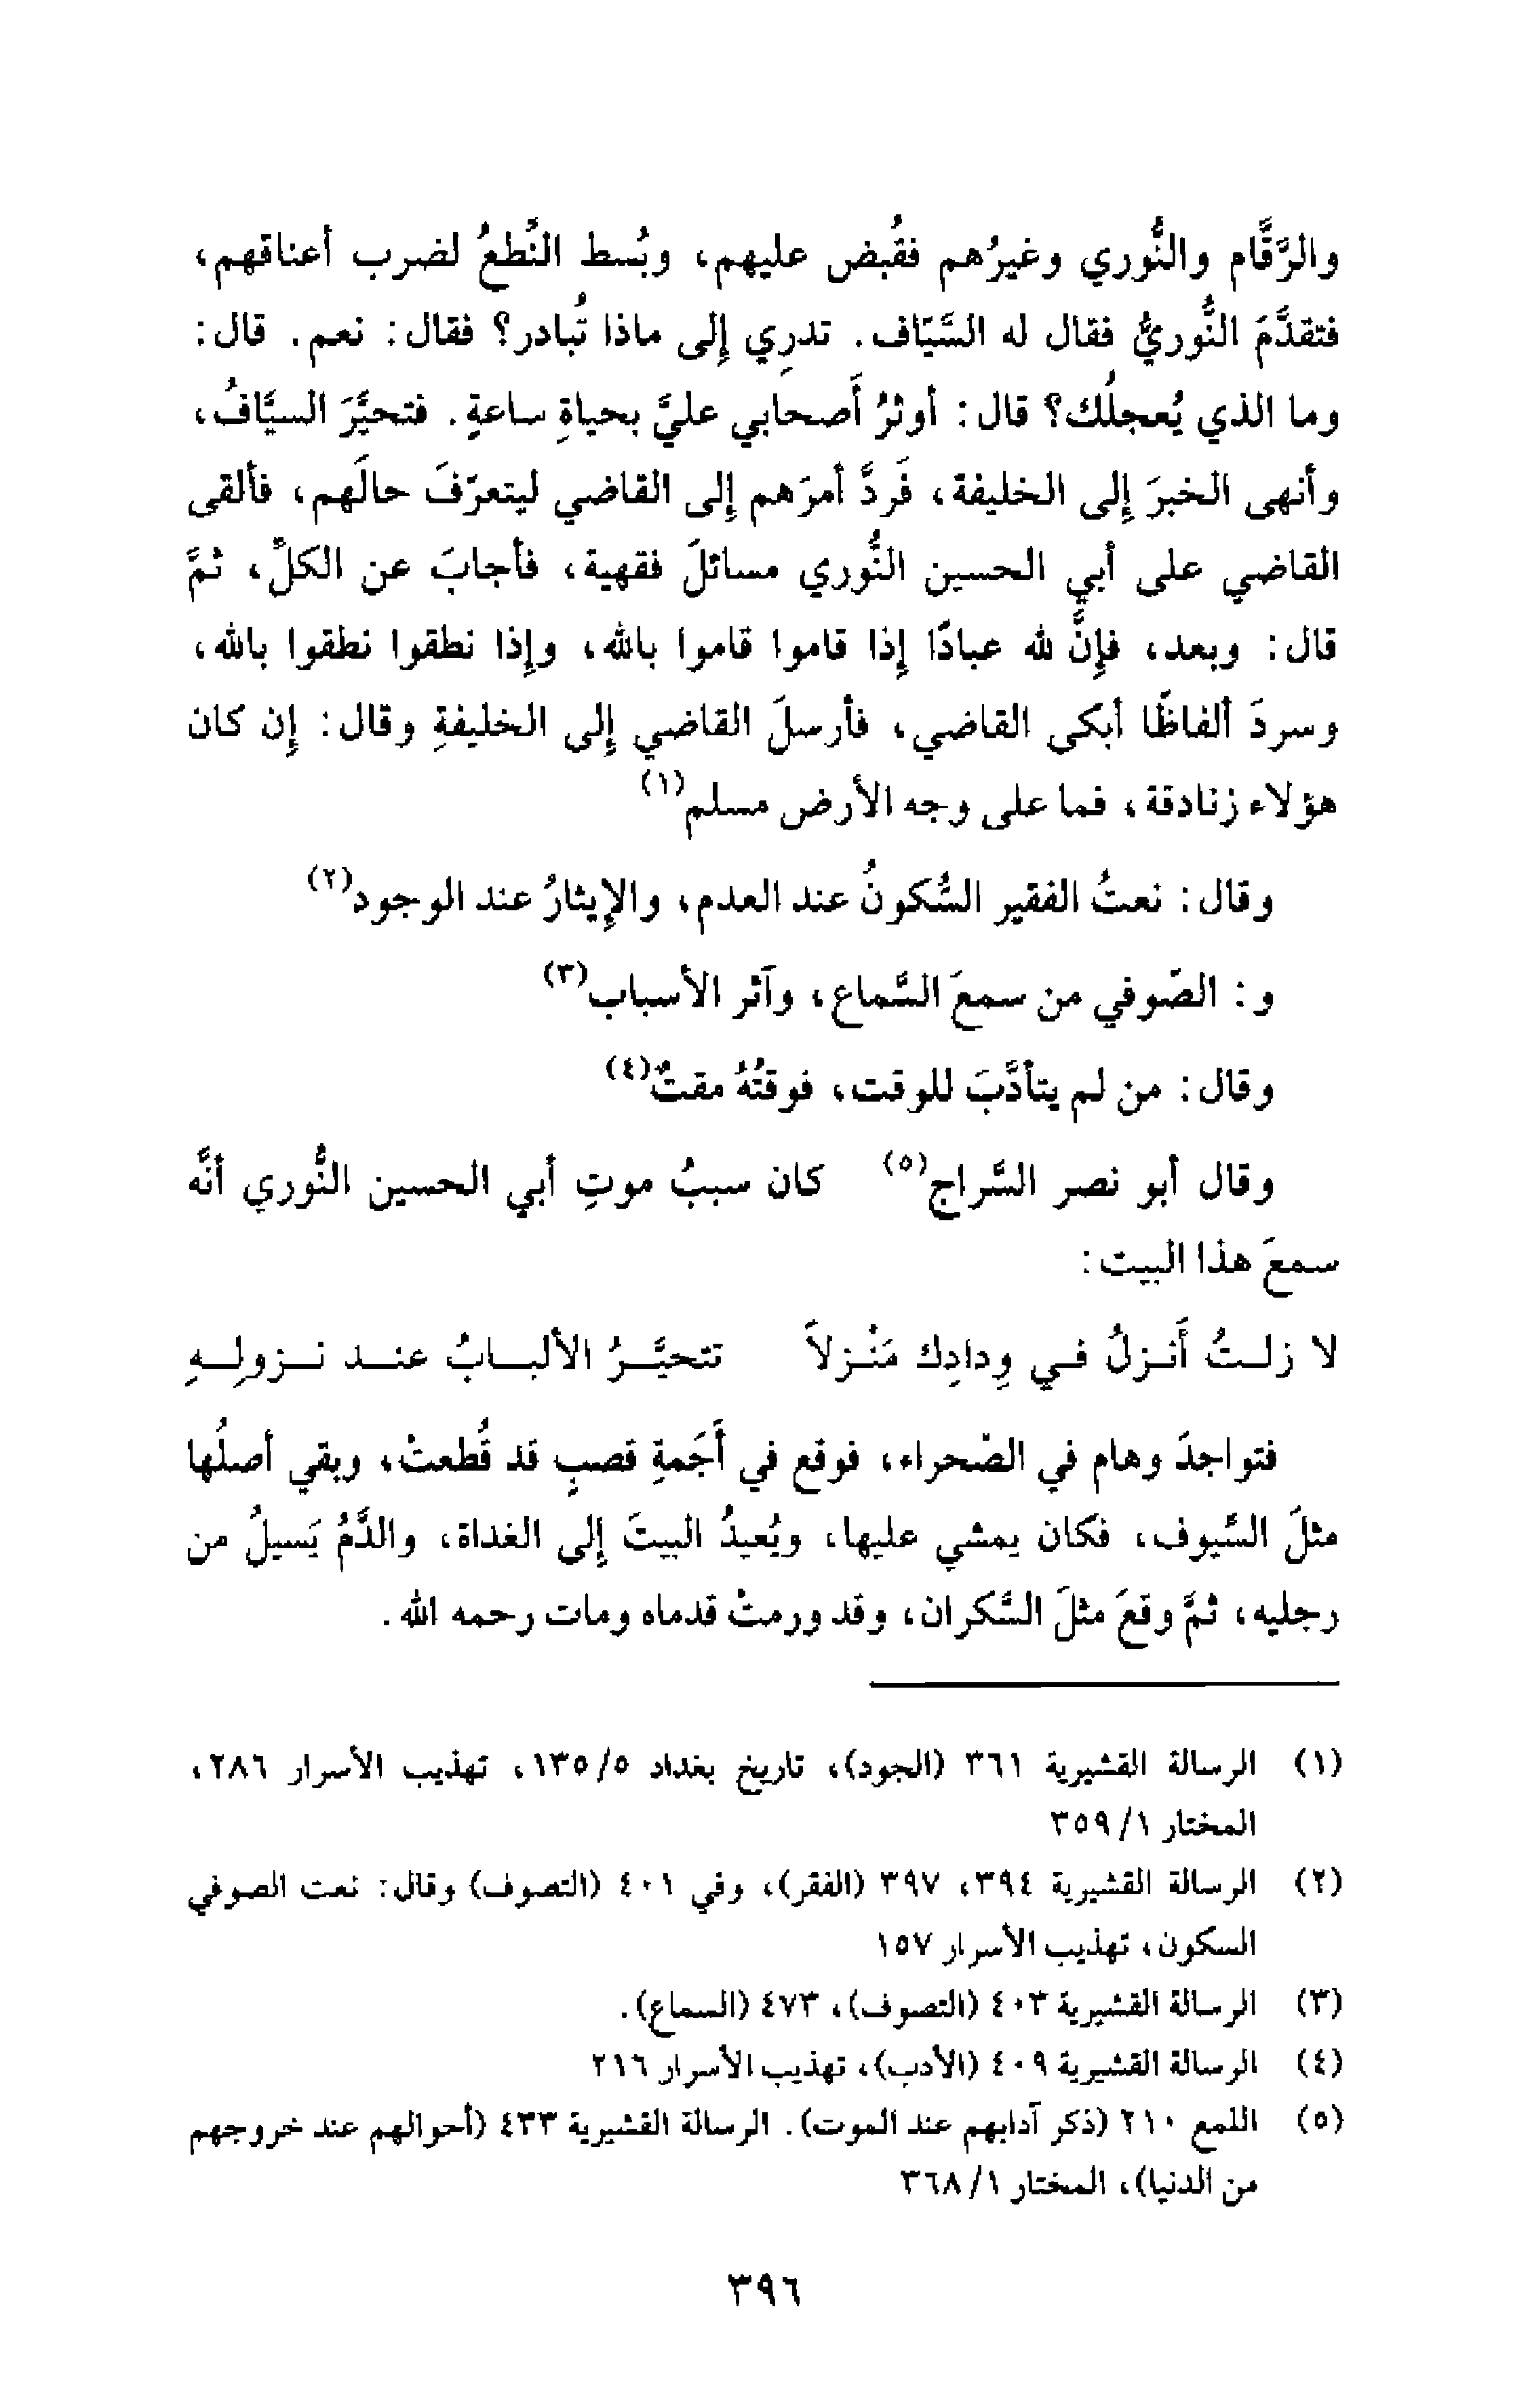 والرَّقَّام والنُّوري وغيرُهم فقُبض عليهم، وبُسط النَّطعُ لضرب أعناقهم،
فتقدَّمَ النُّوريُّ فقال له السَّيّاف. تدرِي إلى ماذا تُبادر؟ فقال: نعم. قال:
وما الذي يُعجلُك؟ قال: أوثرُ أَصحابي عليَّ بحياةِ ساعةٍ. فتحيَّرَ السيَّافُ،
وأنهى الخبرَ إلى الخليفة، فَردَّ أمرَهم إلى القاضي ليتعرّفَ حالَهم، فألقى
القاضي على أبي الحسين النُّوري مسائلَ فقهية، فأجابَ عن الكلِّ، ثمَّ
قال: وبعد، فإنَّ لله عبادًا إذا قاموا قاموا بالله، وإذا نطقوا نطقوا بالله،
وسردَ ألفاظًا أبكى القاضي، فأرسلَ القاضي إلى الخليفةِ وقال: إن كان
هؤلاء زنادقة، فما على وجه الأرض مسلم(١)
وقال: نعتُ الفقير السُّكونُ عند العدم، والإيثارُ عند الوجود(٢)
و: الصّوفي من سمعَ السَّماع، وآثر الأسباب(٣)
وقال: من لم يتأدَّبَ للوقت، فوقتُهُ مقتٌ(٤)
وقال أبو نصر السَّراج(٥) كان سببُ موتِ أبي الحسين النُّوري أنَّه
سمعَ هذا البيت:
لا زلـتُ أَنـزلُ فـي وِدادِك مَنْـزلاً تتحيَّـرُ الألبـابُ عنـد نـزولِـهِ
فتواجدَ وهام في الصّحراء، فوقع في أَجَمةِ قصبٍ قد قُطعتْ، وبقي أصلُها
مثلَ السُّيوف، فكان يمشي عليها، ويُعيدُ البيتَ إلى الغداة، والدَّمُ يَسيلُ من
رجليه، ثمَّ وقعَ مثلَ السَّكران، وقد ورمتْ قدماه ومات رحمه الله.
(١) الرسالة القشيرية ٣٦١ (الجود)، تاريخ بغداد ١٣٥/٥، تهذيب الأسرار ٢٨٦،
المختار ٣٥٩/١
(٢) الرسالة القشيرية ٣٩٤، ٣٩٧ (الفقر)، وفي ٤٠١ (التصوف) وقال: نعت الصوفي
السكون، تهذيب الأسرار ١٥٧
(٣) الرسالة القشيرية ٤٠٣ (التصوف)، ٤٧٣ (السماع).
(٤) الرسالة القشيرية ٤٠٩ (الأدب)، تهذيب الأسرار ٢١٦
(٥) اللمع ٢١٠ (ذكر آدابهم عند الموت). الرسالة القشيرية ٤٣٣ (أحوالهم عند خروجهم
من الدنيا)، المختار ٣٦٨/١
٣٩٦